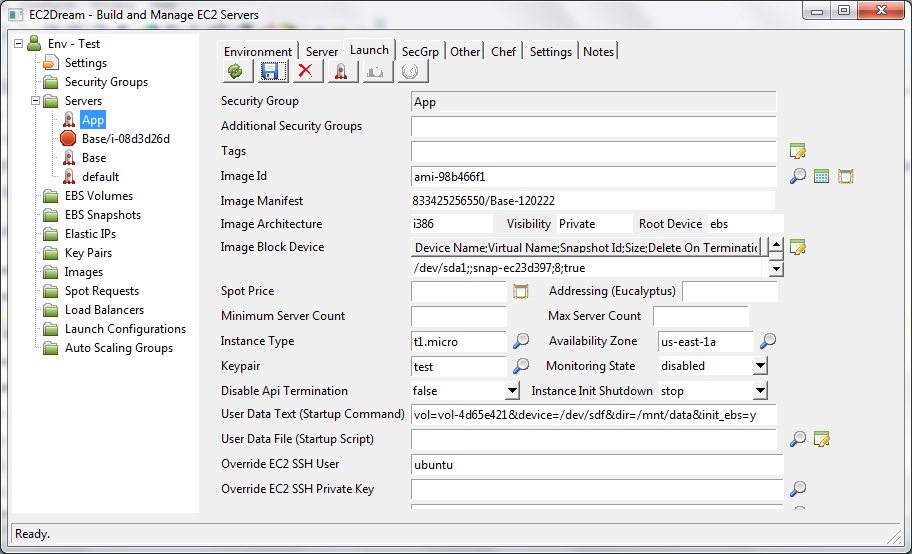 EC2Dream - Build and Manage EC2 Servers
Env - Test
Settings
Security Groups
Servers
App
Base/i-08d3d26d
Base
default
EBS Volumes
EBS Snapshots
Elastic IPs
Key Pairs
Images
Spot Requests
Load Balancers
Launch Configurations
Auto Scaling Groups
Environment Server Launch SecGrp Other Chef Settings Notes
Security Group App
Additional Security Groups
Tags
Image Id ami-98b466f1
Image Manifest 833425256550/Base-120222
Image Architecture i386 Visibility Private Root Device ebs
Image Block Device Device Name;Virtual Name;Snapshot Id;Size;Delete On Terminatic
/dev/sda1;;snap-ec23d397;8;true
Spot Price Addressing (Eucalyptus)
Minimum Server Count Max Server Count
Instance Type t1.micro Availability Zone us-east-1a
Keypair test Monitoring State disabled
Disable Api Termination false Instance Init Shutdown stop
User Data Text (Startup Command) vol=vol-4d65e421&device=/dev/sdf&dir=/mnt/data&init_ebs=y
User Data File (Startup Script)
Override EC2 SSH User ubuntu
Override EC2 SSH Private Key
Ready.